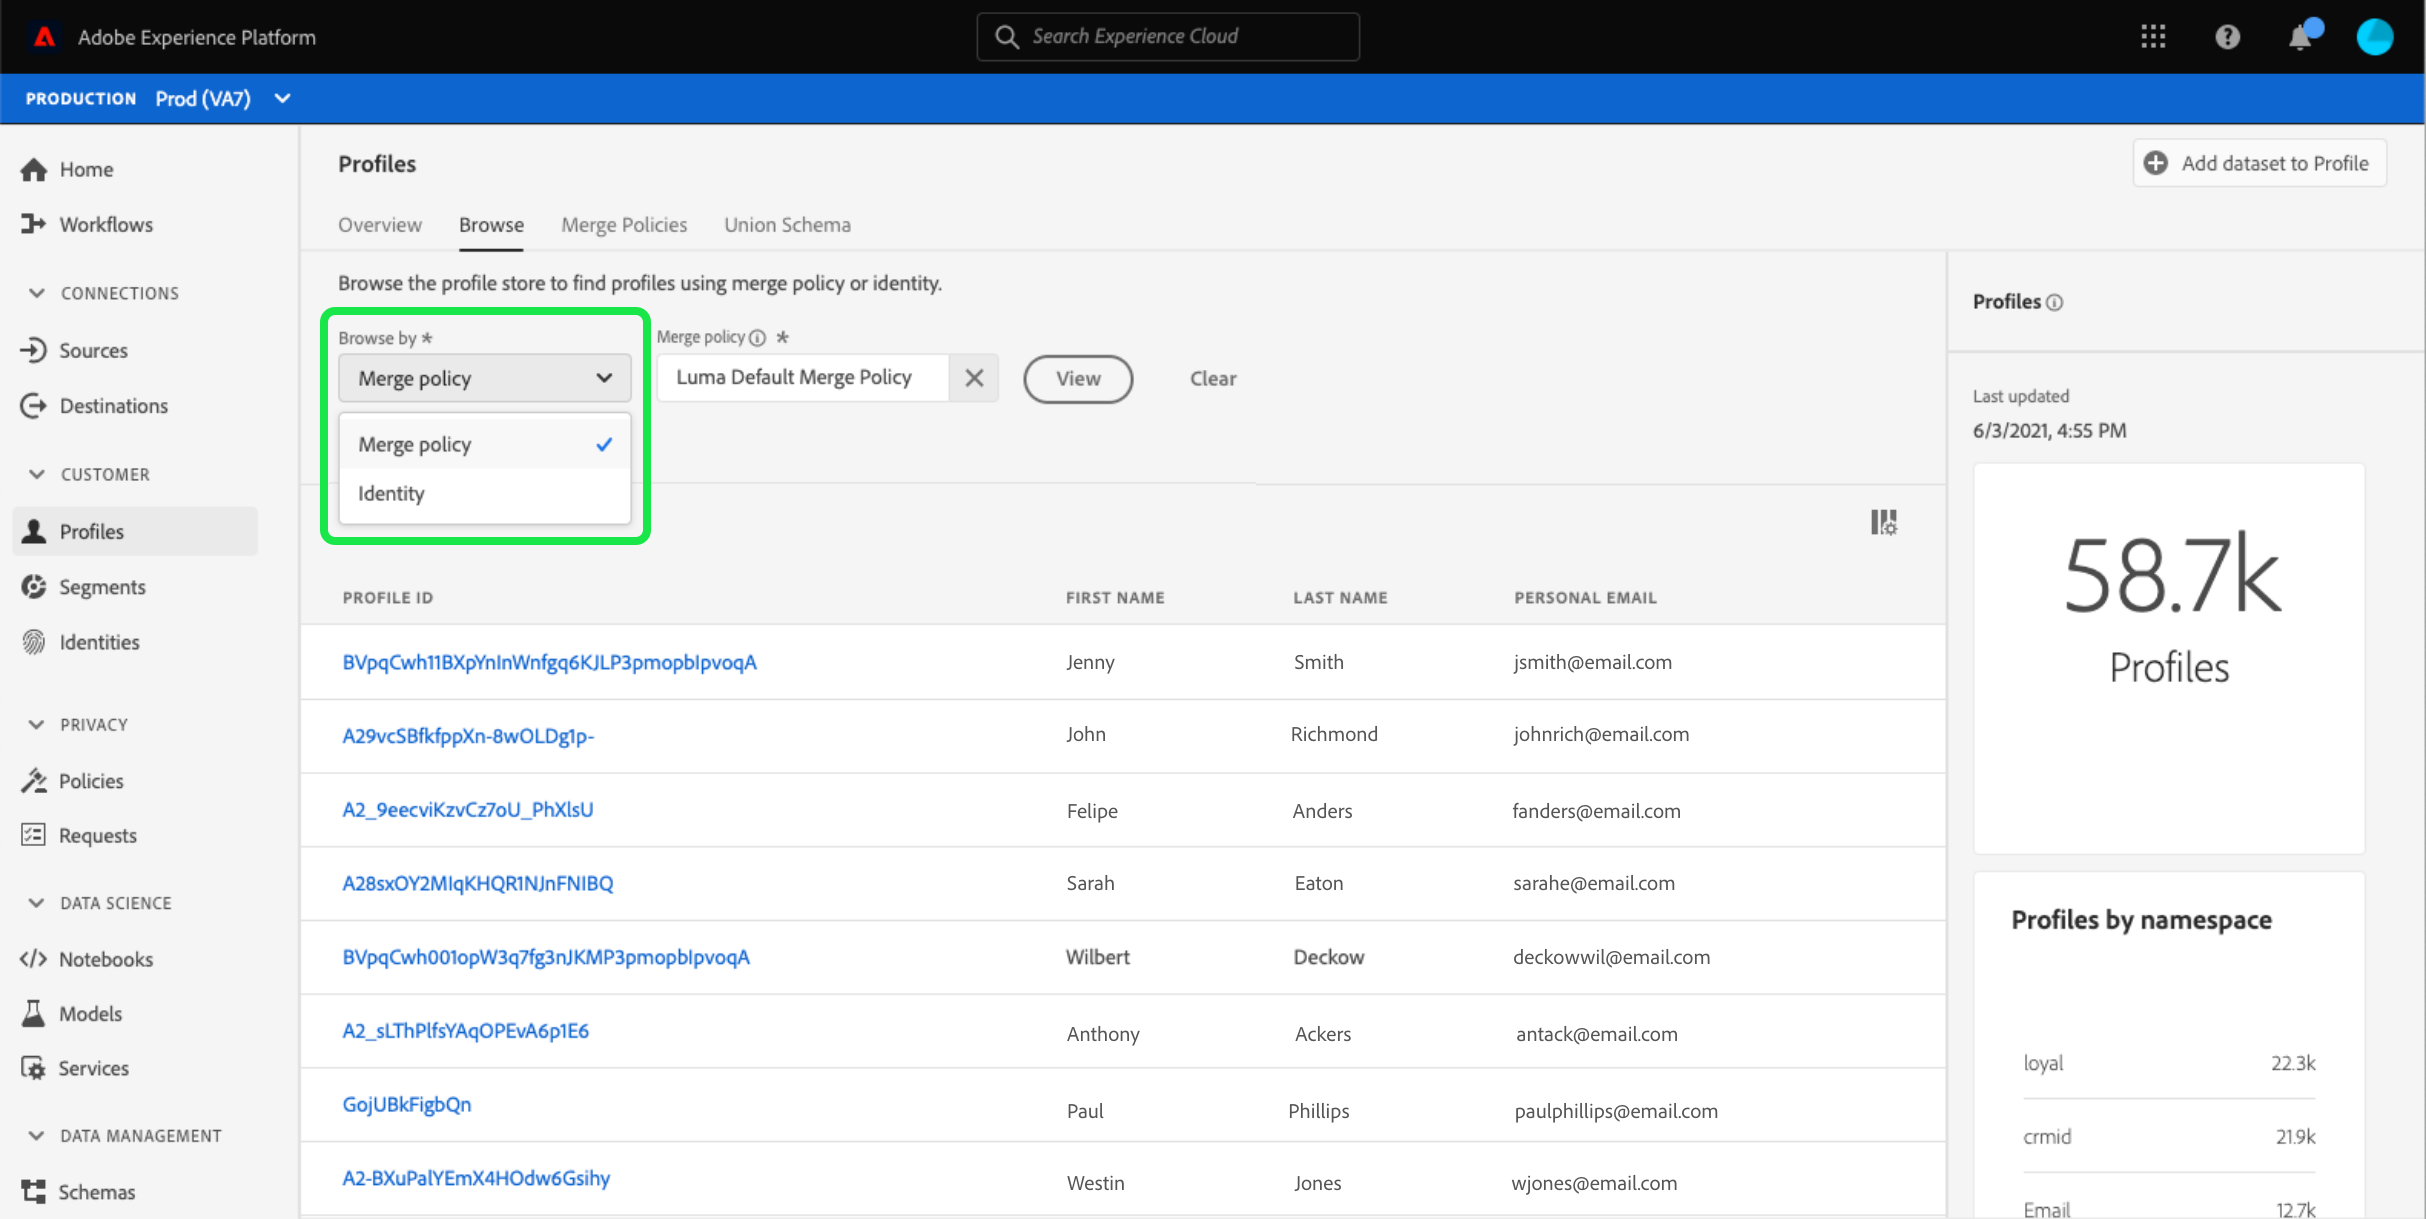 Adobe Experience Platform
Search Experience Cloud
PRODUCTION Prod (VA7)
Home
Workflows
CONNECTIONS
Sources
Destinations
CUSTOMER
Profiles
Segments
Identities
PRIVACY
Policies
Requests
DATA SCIENCE
Notebooks
Models
Services
DATA MANAGEMENT
Schemas
Profiles
Add dataset to Profile
Overview Browse Merge Policies Union Schema
Browse the profile store to find profiles using merge policy or identity.
Browse by * Merge policy *
Merge policy Luma Default Merge Policy View Clear
Merge policy
Identity
PROFILE ID FIRST NAME LAST NAME PERSONAL EMAIL
BVpqCwh11BXpYnInWnfgq6KJLP3pmopbIpvoqA Jenny Smith jsmith@email.com
A29vcSBfkfppXn-8wOLDg1p- John Richmond johnrich@email.com
A2_9eecviKzvCz7oU_PhXlsU Felipe Anders fanders@email.com
A28sxOY2MIqKHQR1NJnFNIBQ Sarah Eaton sarahe@email.com
BVpqCwh001opW3q7fg3nJKMP3pmopbIpvoqA Wilbert Deckow deckowwil@email.com
A2_sLThPlfsYAqOPEvA6p1E6 Anthony Ackers antack@email.com
GojUBkFigbQn Paul Phillips paulphillips@email.com
A2-BXuPalYEmX4HOdw6Gsihy Westin Jones wjones@email.com
Profiles
Last updated
6/3/2021, 4:55 PM
58.7k
Profiles
Profiles by namespace
loyal 22.3k
crmid 21.9k
Email 12.7k